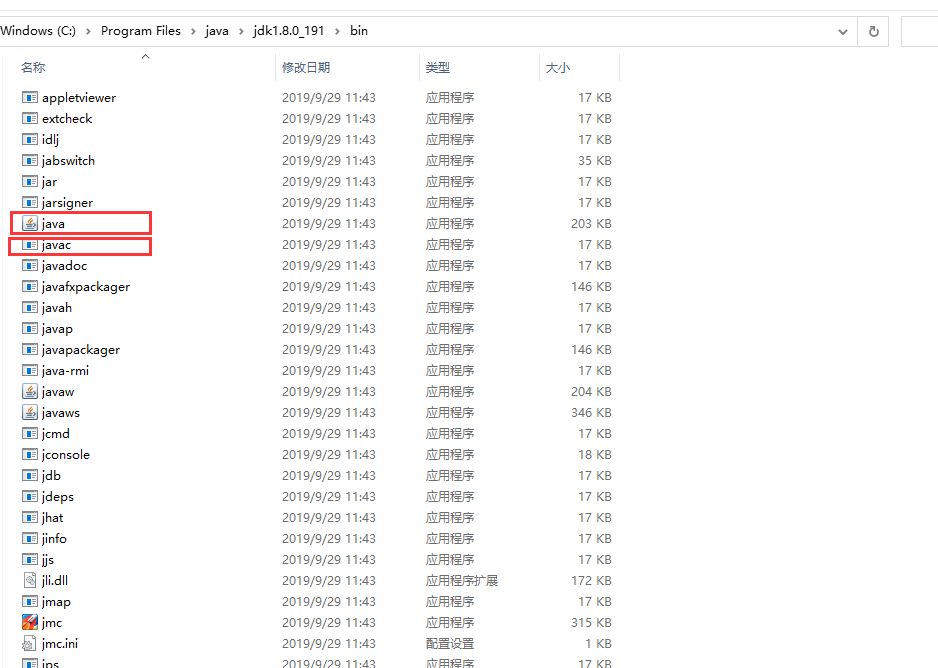 Windows (C:) › Program Files › java › jdk1.8.0_191 › bin
名称 修改日期 类型 大小
appletviewer 2019/9/29 11:43 应用程序 17 KB
extcheck 2019/9/29 11:43 应用程序 17 KB
idlj 2019/9/29 11:43 应用程序 17 KB
jabswitch 2019/9/29 11:43 应用程序 35 KB
jar 2019/9/29 11:43 应用程序 17 KB
jarsigner 2019/9/29 11:43 应用程序 17 KB
java 2019/9/29 11:43 应用程序 203 KB
javac 2019/9/29 11:43 应用程序 17 KB
javadoc 2019/9/29 11:43 应用程序 17 KB
javafxpackager 2019/9/29 11:43 应用程序 146 KB
javah 2019/9/29 11:43 应用程序 17 KB
javap 2019/9/29 11:43 应用程序 17 KB
javapackager 2019/9/29 11:43 应用程序 146 KB
java-rmi 2019/9/29 11:43 应用程序 17 KB
javaw 2019/9/29 11:43 应用程序 204 KB
javaws 2019/9/29 11:43 应用程序 346 KB
jcmd 2019/9/29 11:43 应用程序 17 KB
jconsole 2019/9/29 11:43 应用程序 18 KB
jdb 2019/9/29 11:43 应用程序 17 KB
jdeps 2019/9/29 11:43 应用程序 17 KB
jhat 2019/9/29 11:43 应用程序 17 KB
jinfo 2019/9/29 11:43 应用程序 17 KB
jjs 2019/9/29 11:43 应用程序 17 KB
jli.dll 2019/9/29 11:43 应用程序扩展 172 KB
jmap 2019/9/29 11:43 应用程序 17 KB
jmc 2019/9/29 11:43 应用程序 315 KB
jmc.ini 2019/9/29 11:43 配置设置 1 KB
jps 2019/9/29 11:43 应用程序 17 KB